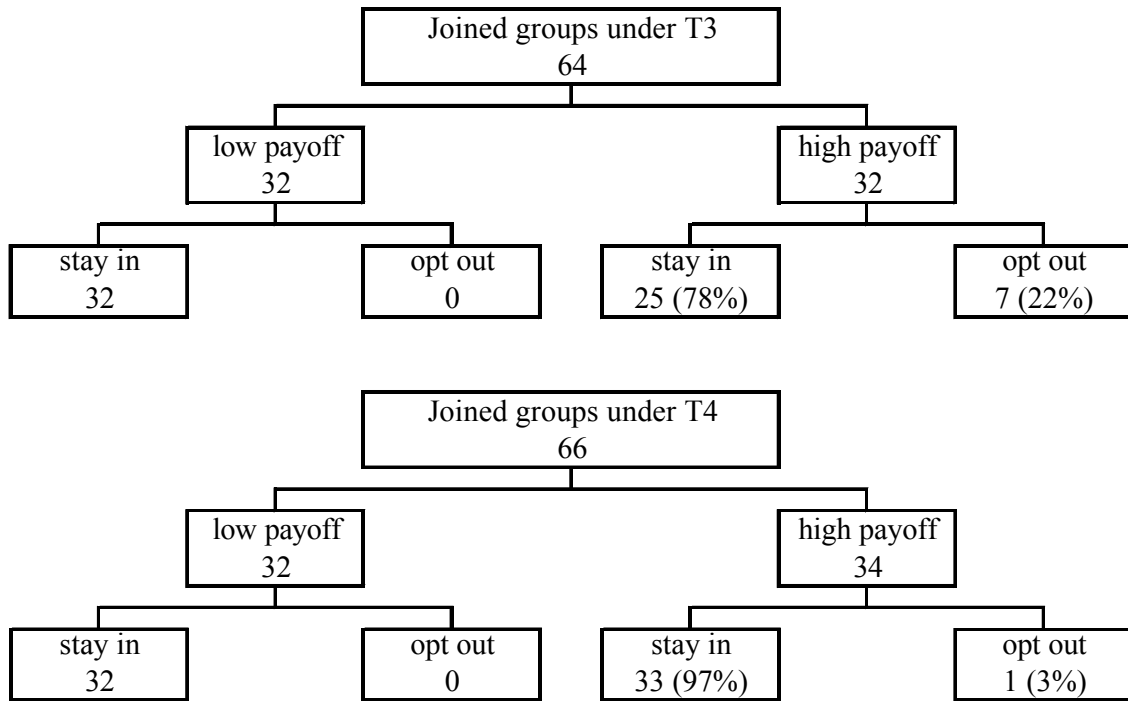 Joined groups under T3
64
low payoff
32
high payoff
32
stay in
32
opt out
0
stay in
25 (78%)
opt out
7 (22%)
Joined groups under T4
66
low payoff
32
high payoff
34
stay in
32
opt out
0
stay in
33 (97%)
opt out
1 (3%)